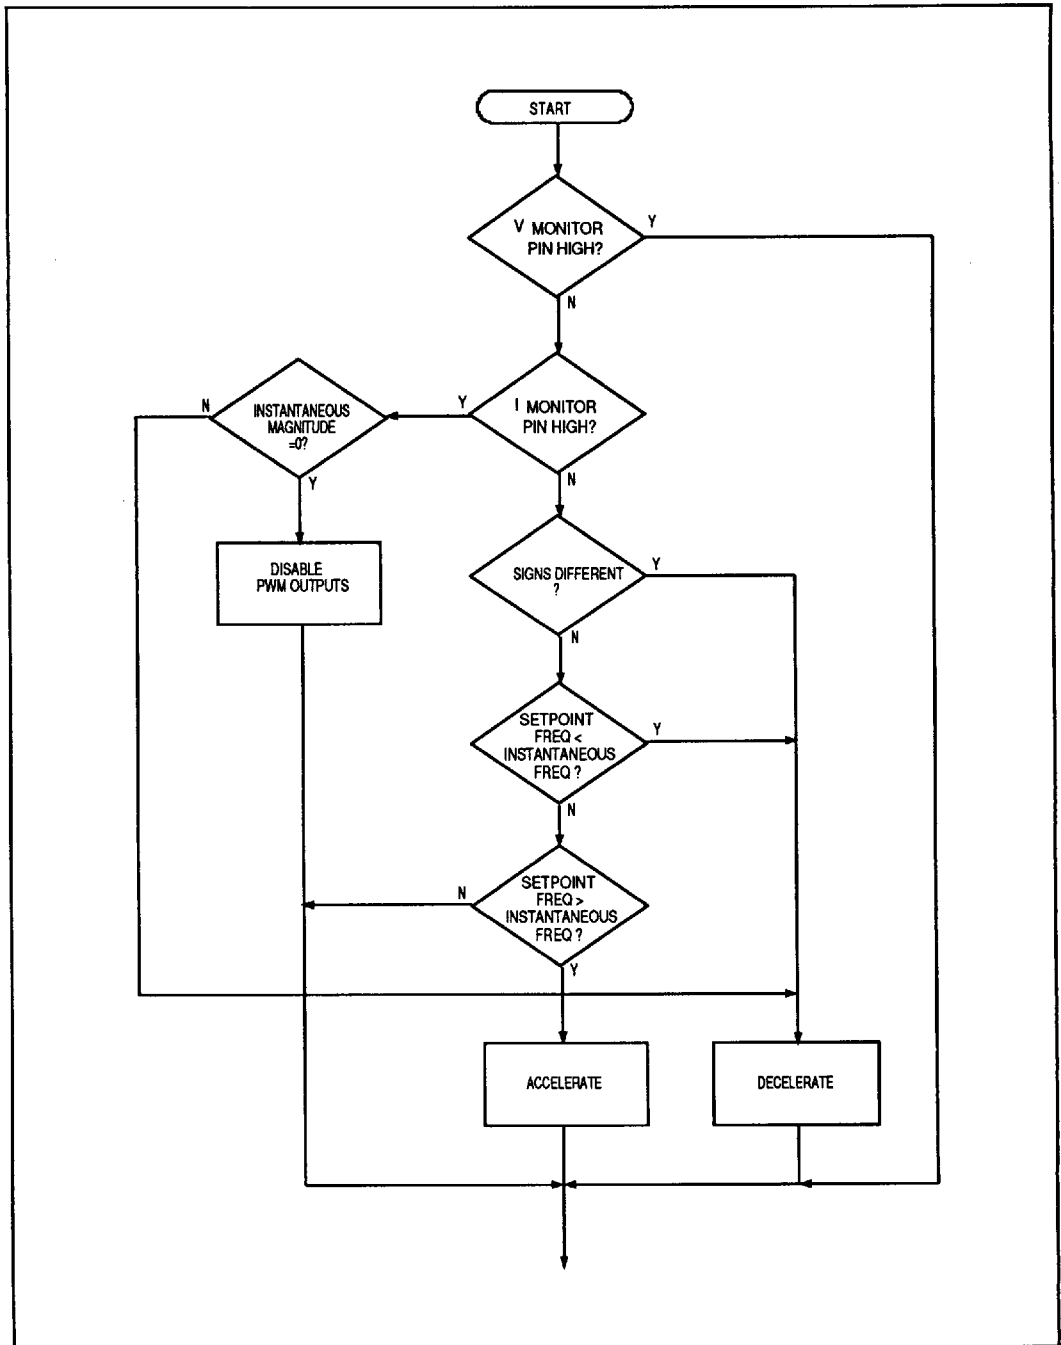 START
V MONITOR
PIN HIGH?
Y
N
I MONITOR
PIN HIGH?
Y
N
INSTANTANEOUS
MAGNITUDE
=0?
N
Y
DISABLE
PWM OUTPUTS
SIGNS DIFFERENT
?
Y
N
SETPOINT
FREQ <
INSTANTANEOUS
FREQ ?
Y
N
SETPOINT
FREQ >
INSTANTANEOUS
FREQ ?
N
Y
ACCELERATE
DECELERATE